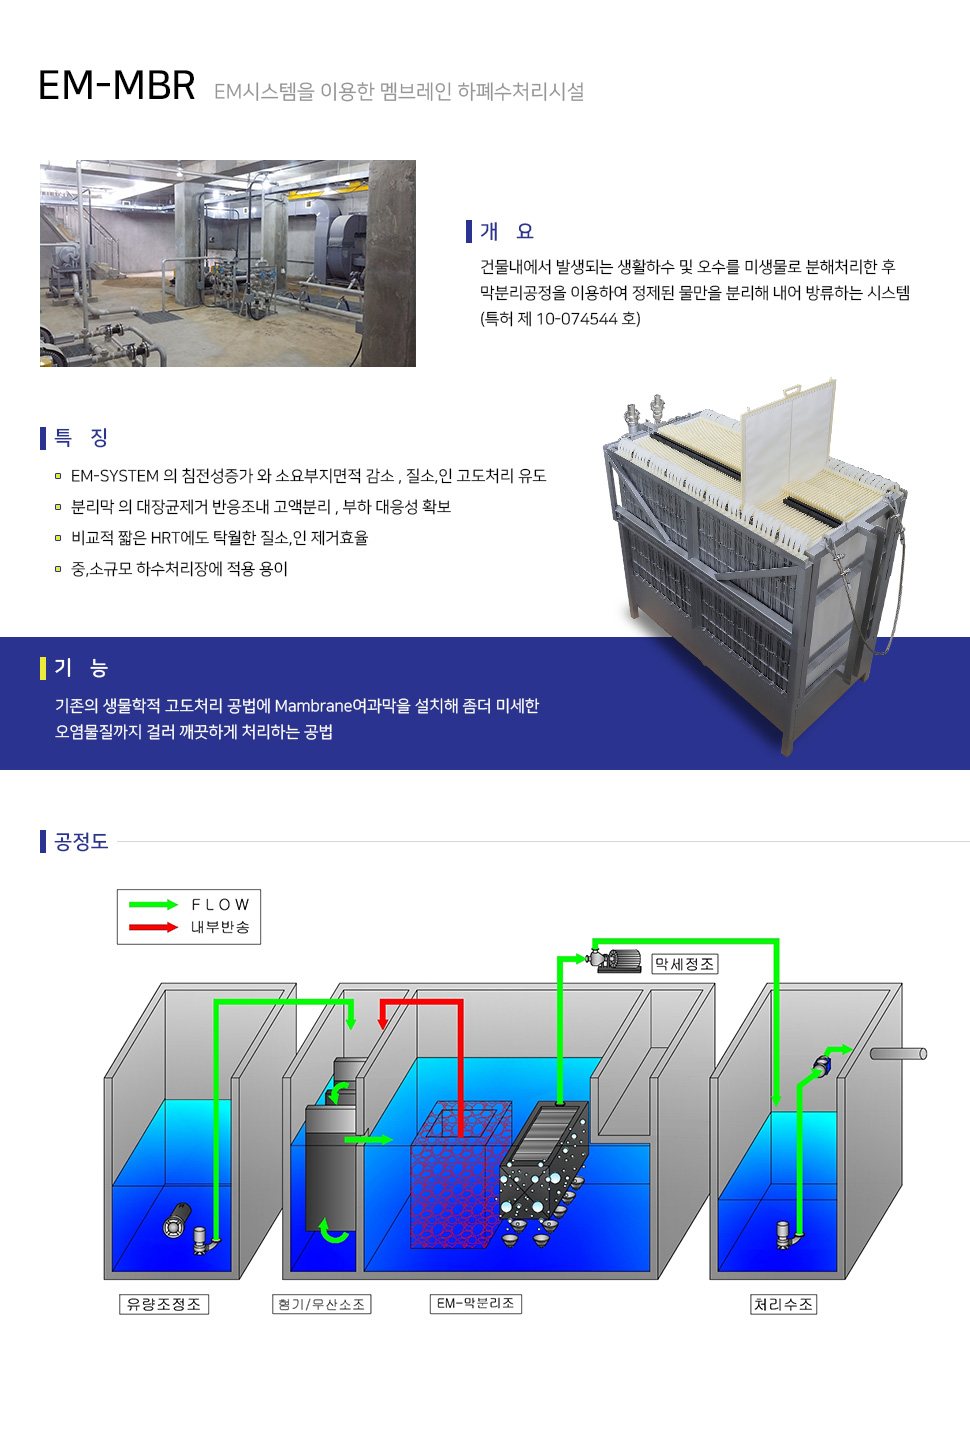 EM-MBR EM시스템을 이용한 멤브레인 하폐수처리시설
개 요
건물내에서 발생되는 생활하수 및 오수를 미생물로 분해처리한 후
막분리공정을 이용하여 정제된 물만을 분리해 내어 방류하는 시스템
(특허 제 10-074544 호)
특 징
EM-SYSTEM 의 침전성증가 와 소요부지면적 감소 , 질소,인 고도처리 유도
분리막 의 대장균제거 반응조내 고액분리 , 부하 대응성 확보
비교적 짧은 HRT에도 탁월한 질소,인 제거효율
중,소규모 하수처리장에 적용 용이
기 능
기존의 생물학적 고도처리 공법에 Mambrane여과막을 설치해 좀더 미세한
오염물질까지 걸러 깨끗하게 처리하는 공법
공정도
FLOW
내부반송
막세정조
유량조정조
혐기/무산소조
EM-막분리조
처리수조